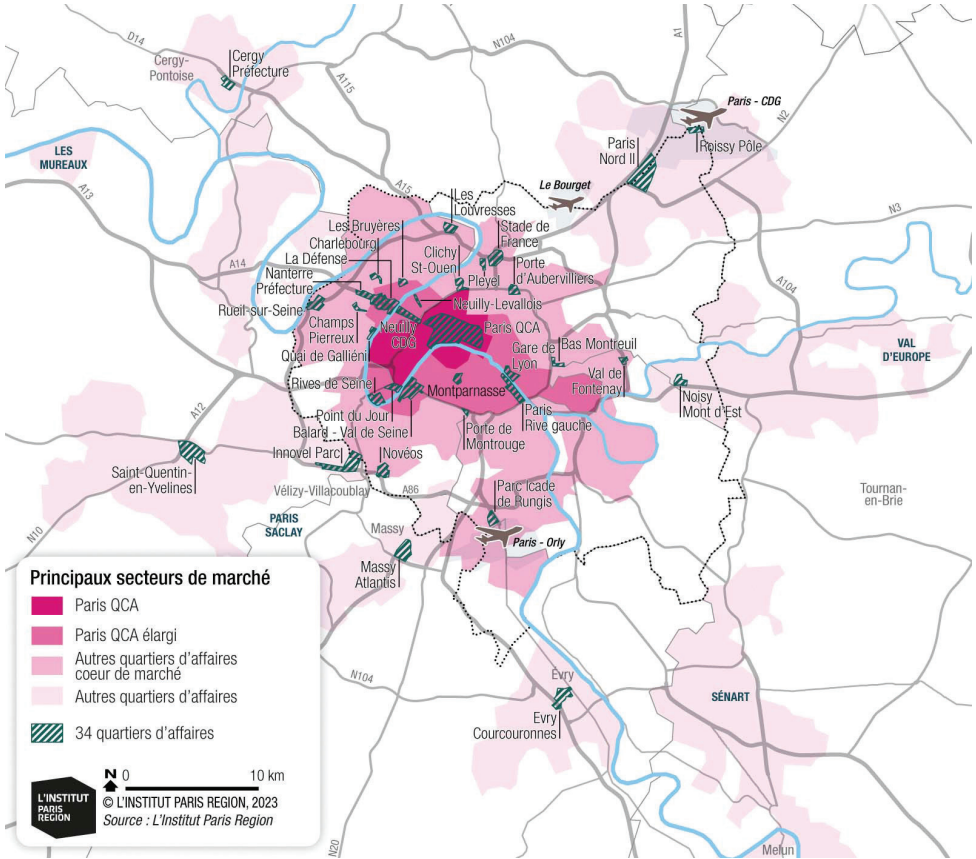 D14
Cergy-
Pontoise
Cergy
Préfecture
A115
N104
A1
Paris - CDG
N2
Roissy Pôle
Paris
Nord II
LES
MUREAUX
A13
A15
Les
Louvresses
Le Bourget
N3
Les Bruyères
Charlebourg
La Défense
Clichy
St-Ouen
Stade de
France
Porte
d'Aubervilliers
Pleyel
A14
Nanterre
Préfecture
Rueil-sur-Seine
Neuilly-Levallois
A104
Champs
Pierreux
Neuilly
CDG
Paris QCA
Quai de Galliéni
Gare de
Lyon
Bas Montreuil
VAL
D'EUROPE
Rives de Seine
Montparnasse
Val de
Fontenay
Noisy
Mont d'Est
A12
Point du Jour
Balard - Val de Seine
Paris
Rive gauche
Porte de
Montrouge
Saint-Quentin-
en-Yvelines
Innovel Parc
Novéos
Vélizy-Villacoublay
A86
Parc Icade
de Rungis
Tournan-
en-Brie
N10
PARIS
SACLAY
Massy
Paris - Orly
Massy
Atlantis
Principaux secteurs de marché
Paris QCA
Paris QCA élargi
Autres quartiers d'affaires
coeur de marché
Autres quartiers d'affaires
34 quartiers d'affaires
N104
Évry
Evry
Courcouronnes
SÉNART
L'INSTITUT
PARIS
REGION
N 0 10 km
© L'INSTITUT PARIS REGION, 2023
Source : L'Institut Paris Region
N20
Melun